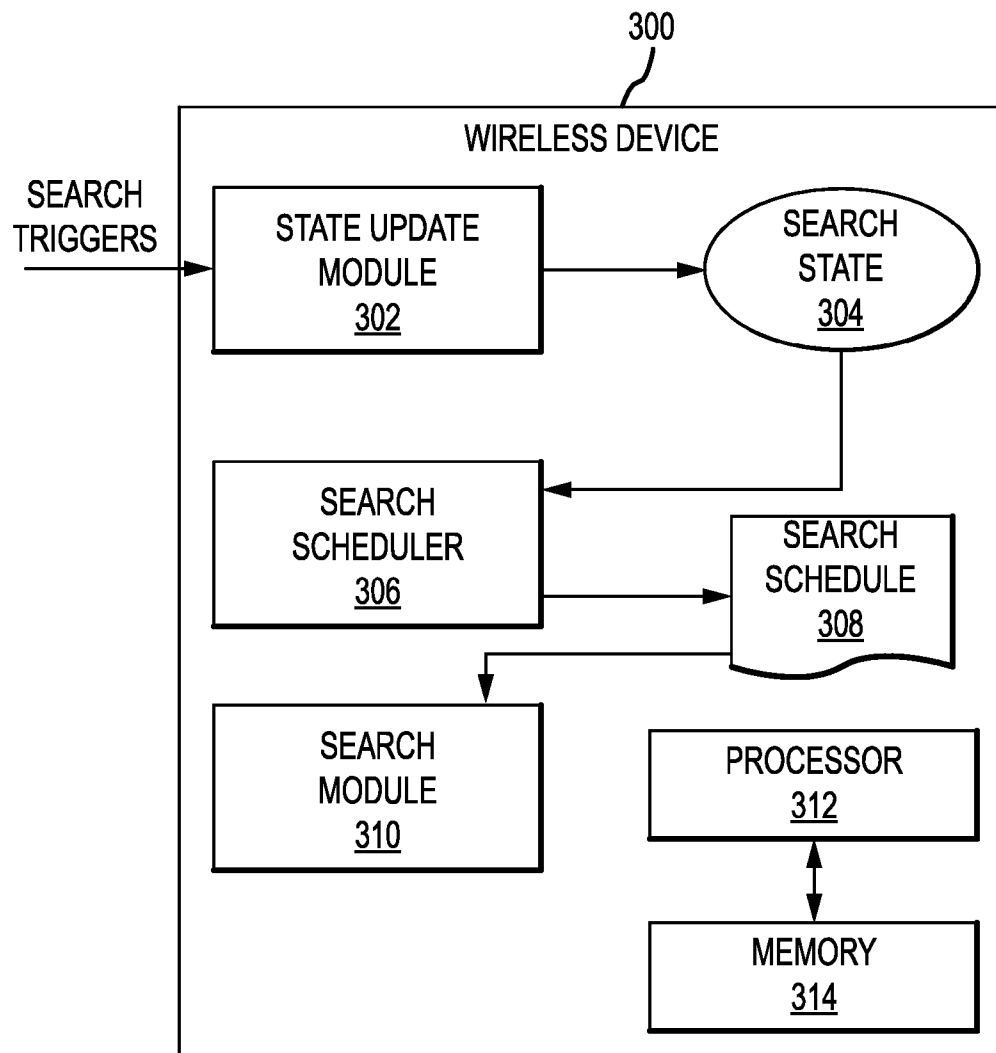 300
WIRELESS DEVICE
SEARCH
TRIGGERS
STATE UPDATE
MODULE
302
SEARCH
STATE
304
SEARCH
SCHEDULER
306
SEARCH
SCHEDULE
308
SEARCH
MODULE
310
PROCESSOR
312
MEMORY
314